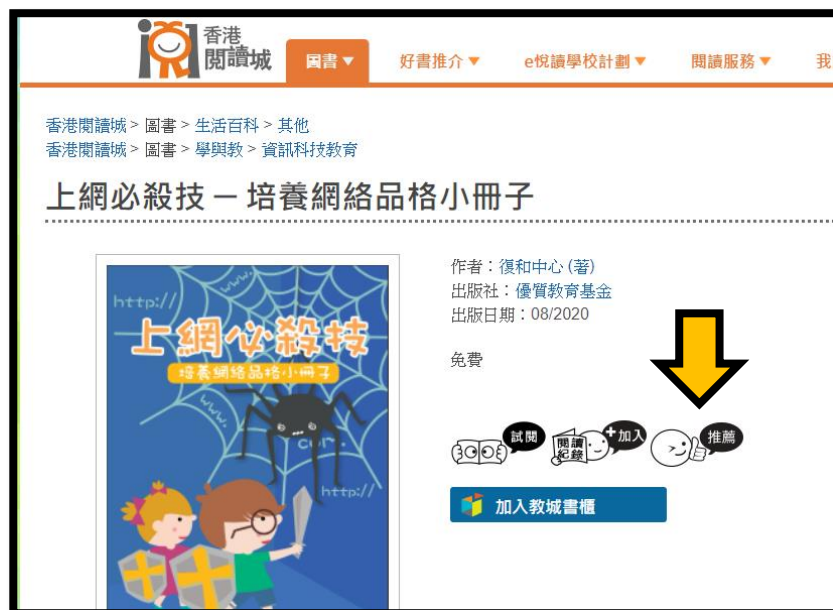 香港
閱讀城
圖書▼
好書推介▼
e悅讀學校計劃▼
閱讀服務▼
我
香港閱讀城 > 圖書 > 生活百科 > 其他
香港閱讀城 > 圖書 > 學與教 > 資訊科技教育
上網必殺技 — 培養網絡品格小冊子
作者：復和中心 (著)
出版社：優質教育基金
出版日期：08/2020
免費
試閱
閱讀
紀錄
+加入
推薦
加入教城書櫃
www.
http://
上網必殺技
培養網絡品格小冊子
www.
com.
http://